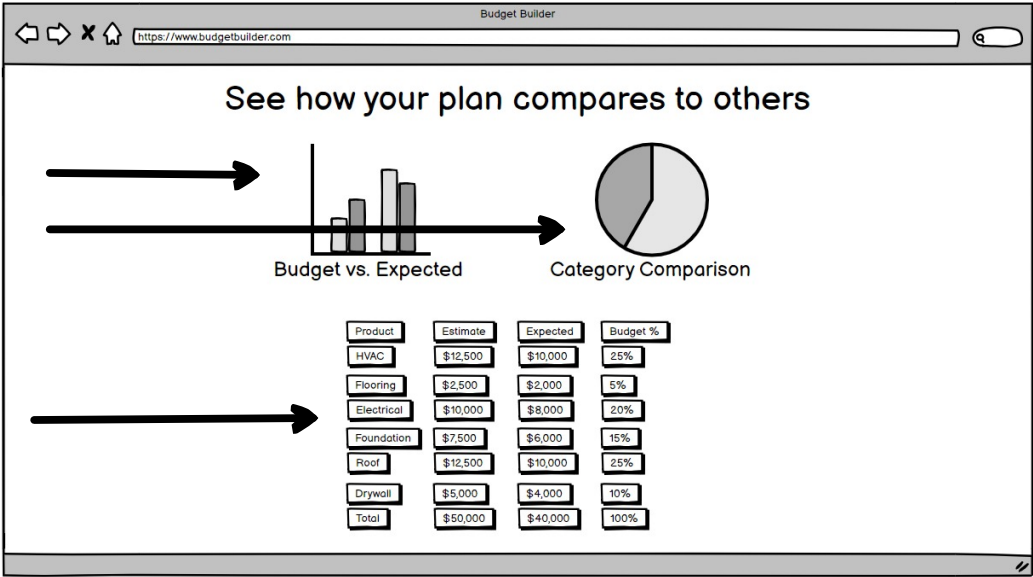 Budget Builder
https://www.budgetbuilder.com
See how your plan compares to others
Budget vs. Expected
Category Comparison
Product Estimate Expected Budget %
HVAC $12,500 $10,000 25%
Flooring $2,500 $2,000 5%
Electrical $10,000 $8,000 20%
Foundation $7,500 $6,000 15%
Roof $12,500 $10,000 25%
Drywall $5,000 $4,000 10%
Total $50,000 $40,000 100%